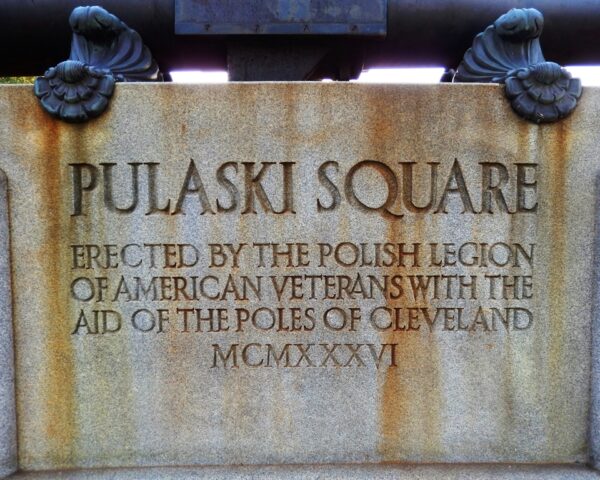 PULASKI SQUARE
ERECTED BY THE POLISH LEGION
OF AMERICAN VETERANS WITH THE
AID OF THE POLES OF CLEVELAND
MCMXXXVI